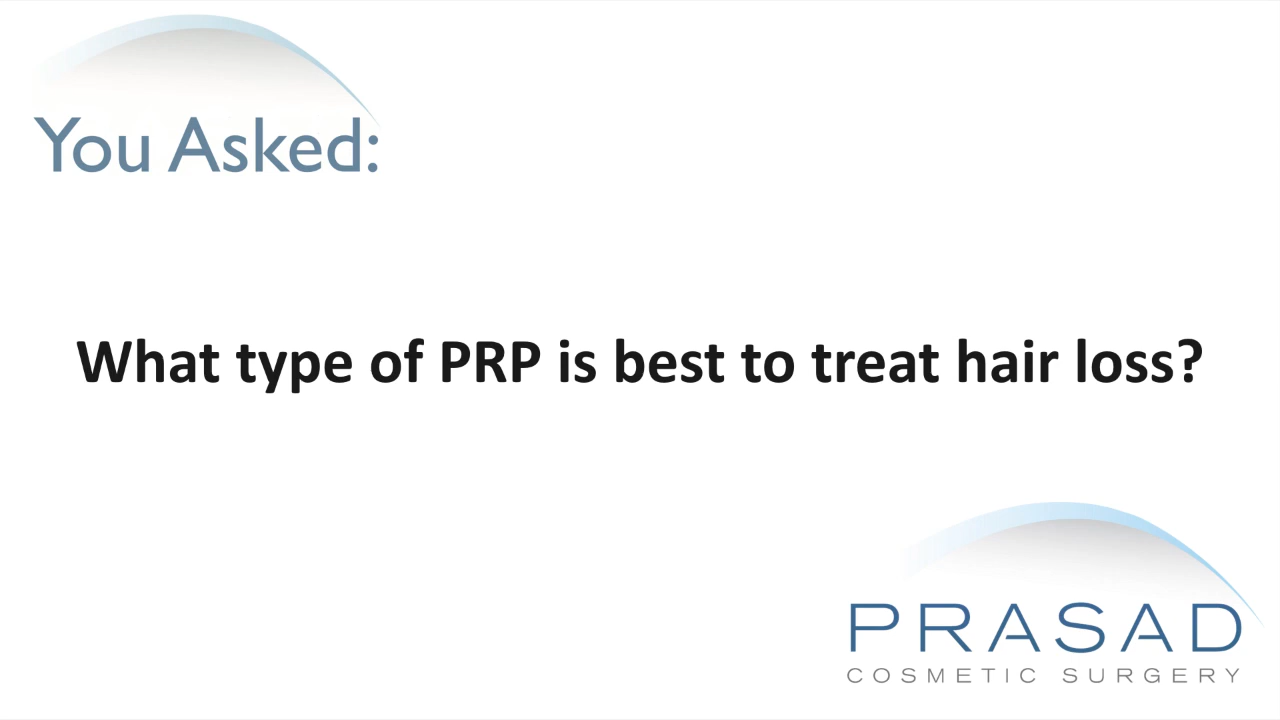 You Asked:
What type of PRP is best to treat hair loss?
PRASAD
COSMETIC SURGERY